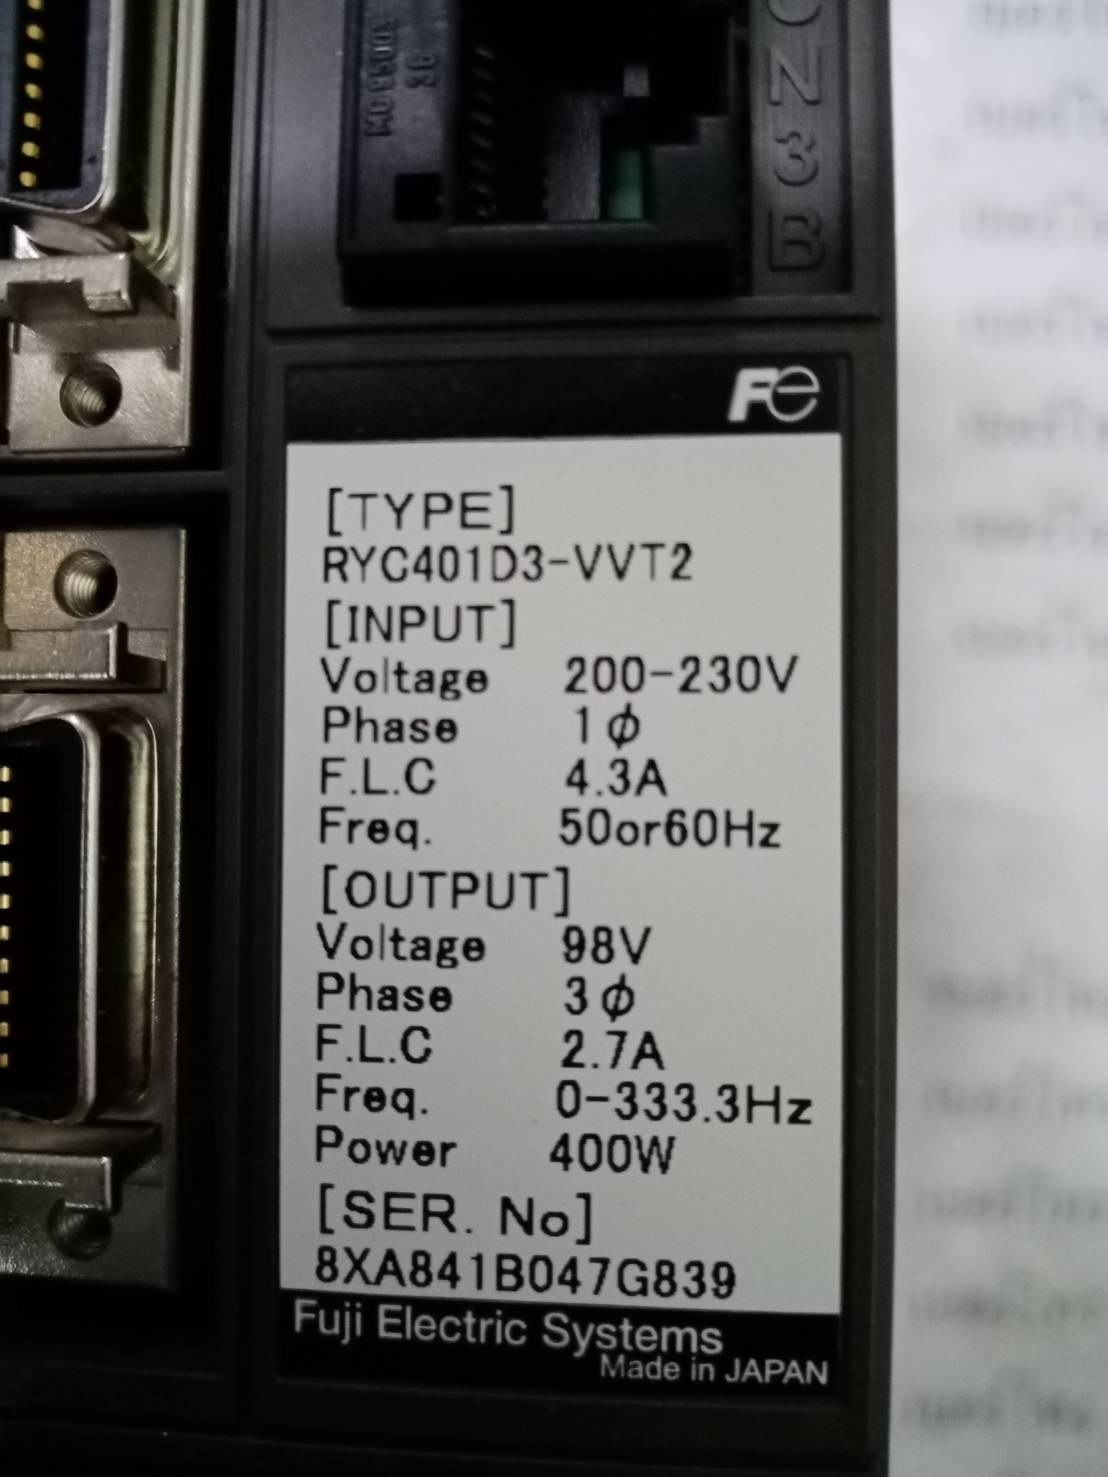 CN3B
Fe
[TYPE]
RYC401D3-VVT2
[INPUT]
Voltage 200-230V
Phase 1ϕ
F.L.C 4.3A
Freq. 50or60Hz
[OUTPUT]
Voltage 98V
Phase 3ϕ
F.L.C 2.7A
Freq. 0-333.3Hz
Power 400W
[SER. No]
8XA841B047G839
Fuji Electric Systems
Made in JAPAN